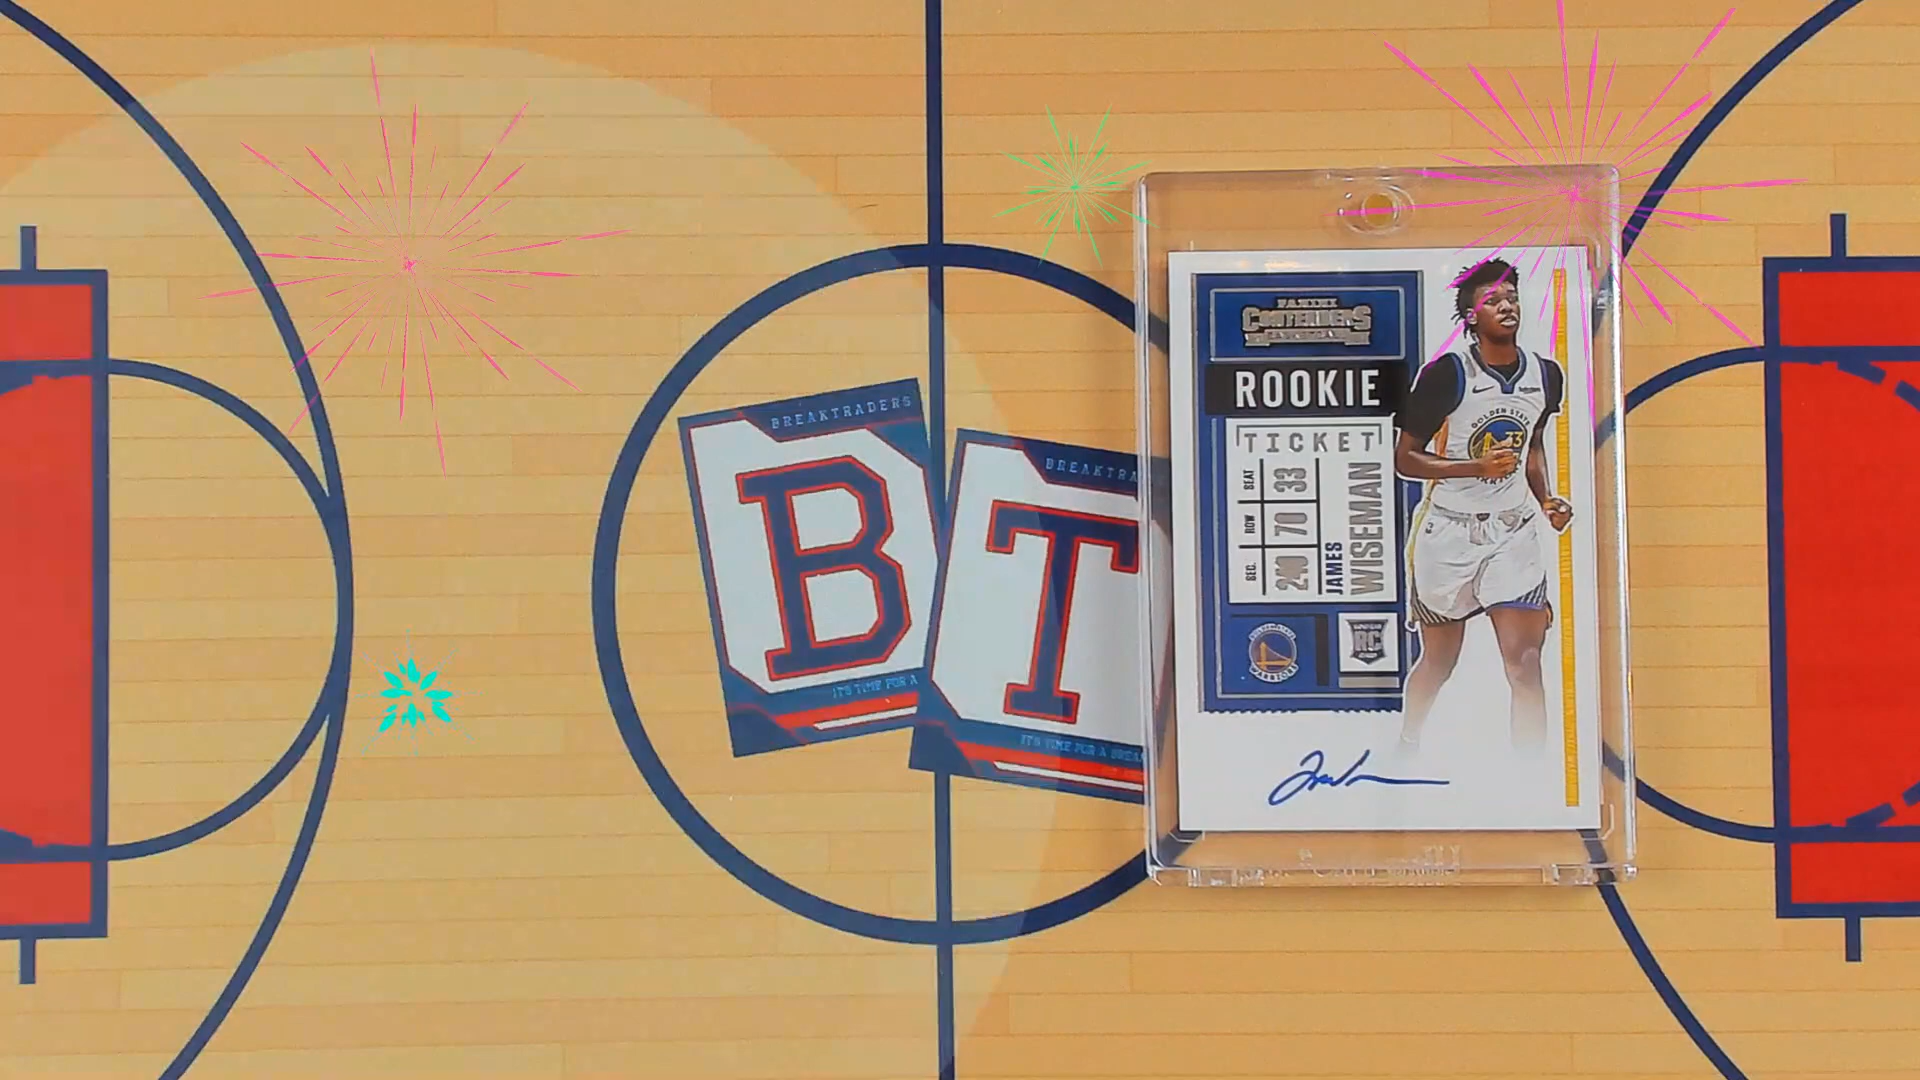 BREAKTRADERS
B
IT'S TIME FOR A
BREAKTRA
T
IT'S TIME FOR A BREA
PANINI
CONTENDERS
ROOKIE
TICKET
SEAT 33
ROW 70
SEC. 240
JAMES
WISEMAN
RC
GOLDEN STATE
33
WARRIORS